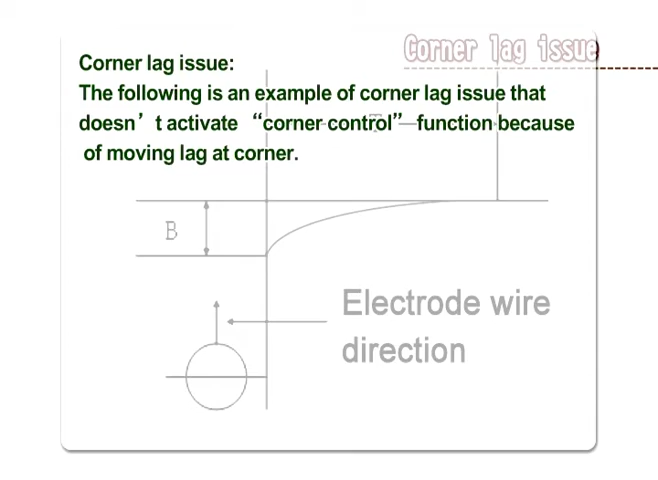 Corner lag issue
Corner lag issue:
The following is an example of corner lag issue that
doesn’t activate “corner control” function because
of moving lag at corner.
B
Electrode wire
direction